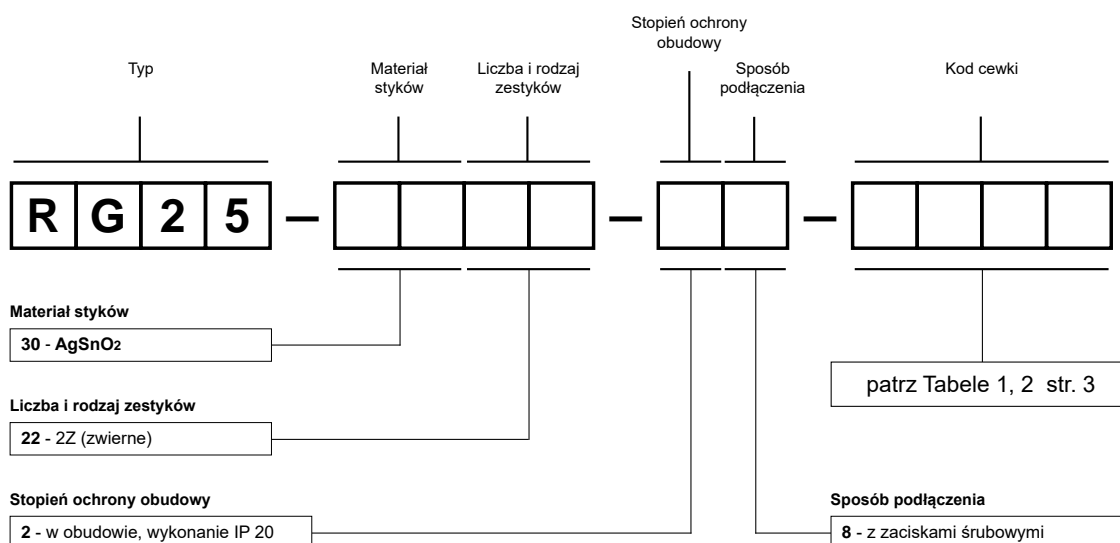 Stopień ochrony
obudowy
Typ
Materiał
styków
Liczba i rodzaj
zestyków
Sposób
podłączenia
Kod cewki
R G 2 5 – – –
Materiał styków
30 - AgSnO2
patrz Tabele 1, 2 str. 3
Liczba i rodzaj zestyków
22 - 2Z (zwierne)
Stopień ochrony obudowy
2 - w obudowie, wykonanie IP 20
Sposób podłączenia
8 - z zaciskami śrubowymi